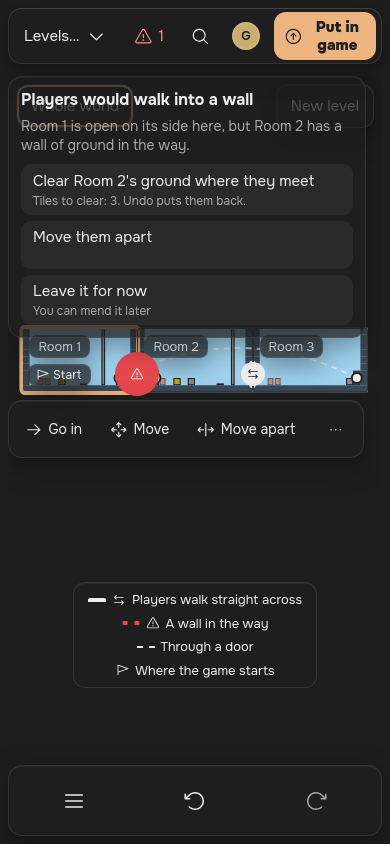 Levels...
1
G
Put in
game
Players would walk into a wall
Whole world
New level
Room 1 is open on its side here, but Room 2 has a
wall of ground in the way.
Clear Room 2's ground where they meet
Tiles to clear: 3. Undo puts them back.
Move them apart
Leave it for now
You can mend it later
Room 1
Room 2
Room 3
Start
Go in
Move
Move apart
...
Players walk straight across
A wall in the way
Through a door
Where the game starts